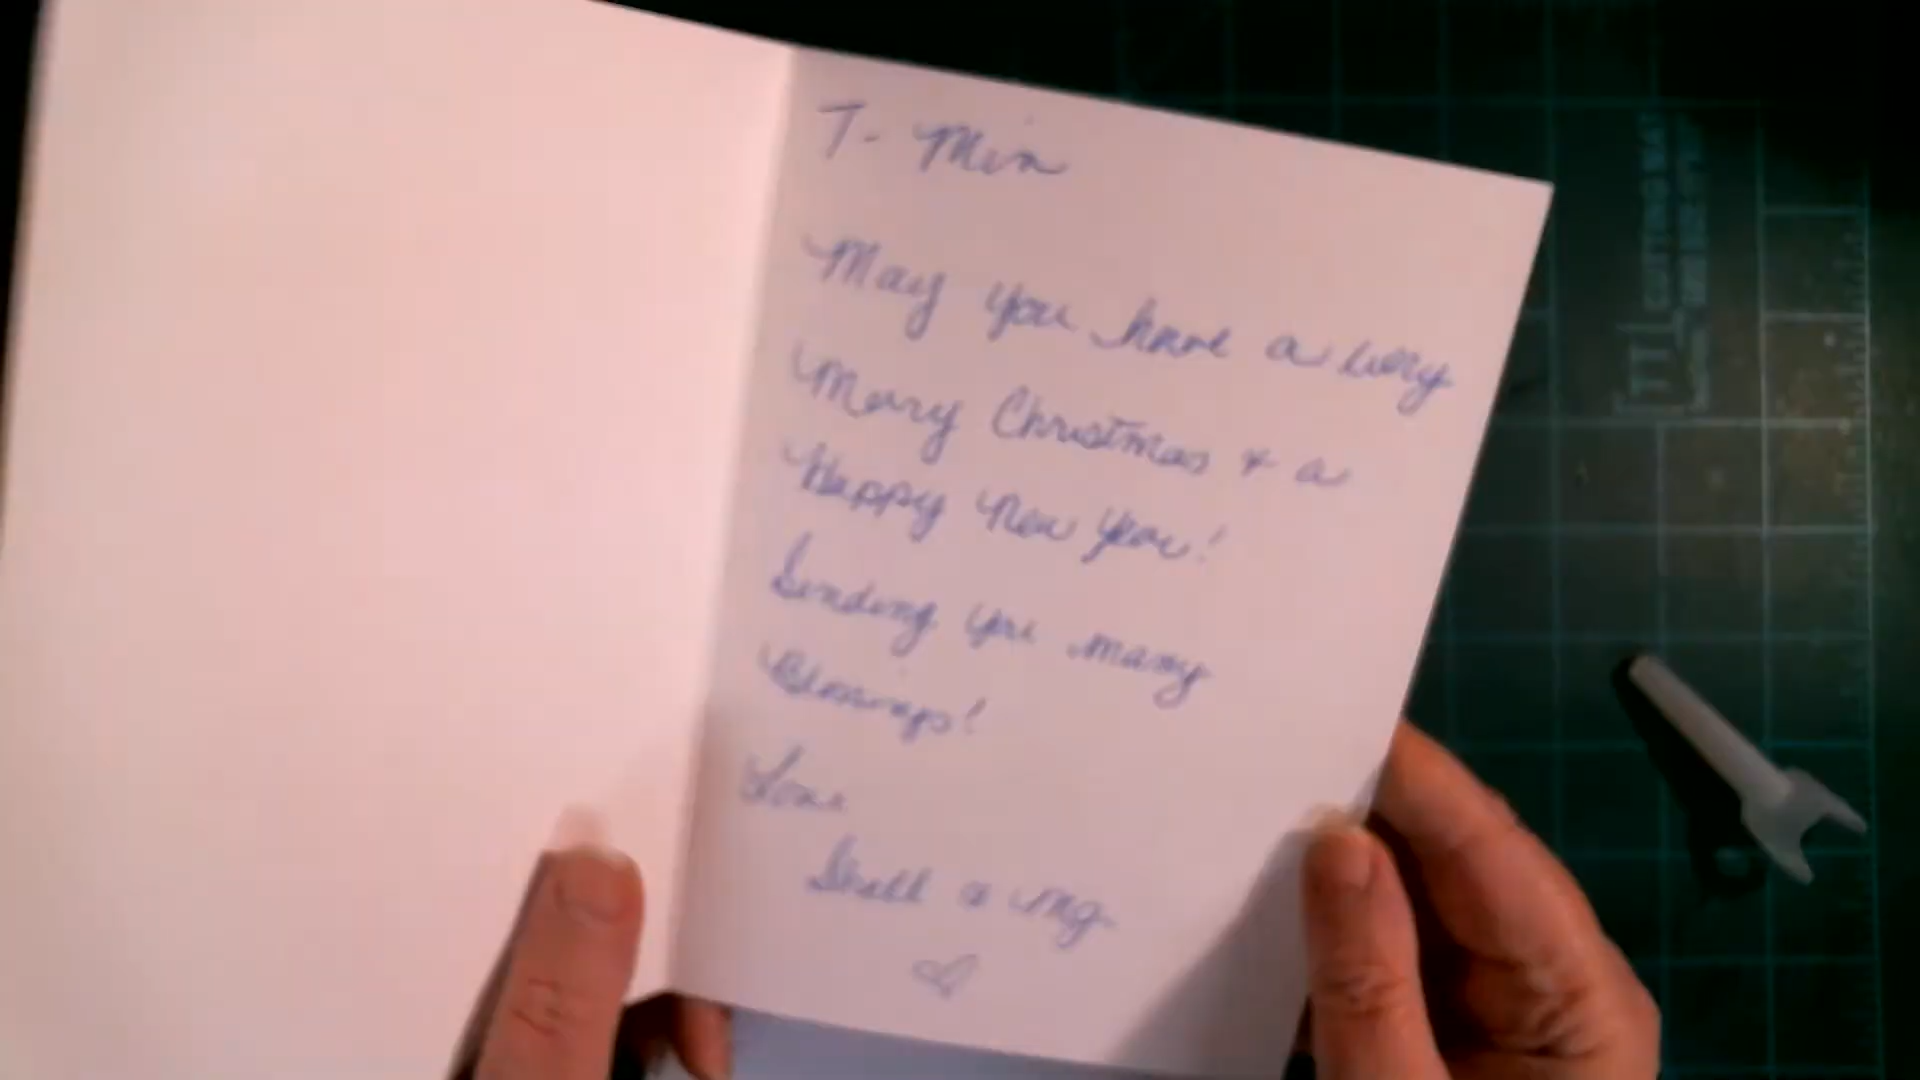 T- Min
May you have a very
Merry Christmas & a
Happy New Year!
Sending you many
Blessings!
Love